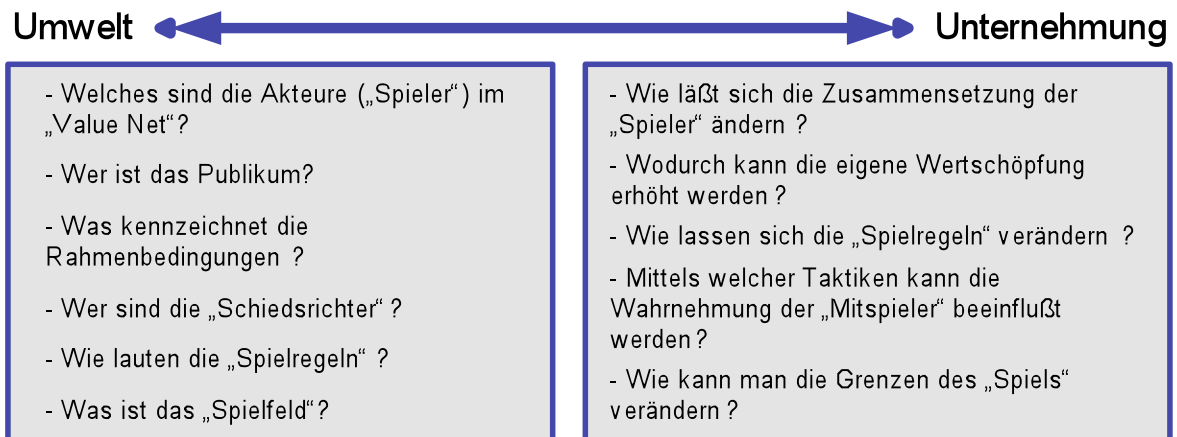 Umwelt
Unternehmung
- Welches sind die Akteure („Spieler“) im
„Value Net“?
- Wer ist das Publikum?
- Was kennzeichnet die
Rahmenbedingungen ?
- Wer sind die „Schiedsrichter“ ?
- Wie lauten die „Spielregeln“ ?
- Was ist das „Spielfeld“?
- Wie läßt sich die Zusammensetzung der
„Spieler“ ändern ?
- Wodurch kann die eigene Wertschöpfung
erhöht werden ?
- Wie lassen sich die „Spielregeln“ verändern ?
- Mittels welcher Taktiken kann die
Wahrnehmung der „Mitspieler“ beeinflußt
werden ?
- Wie kann man die Grenzen des „Spiels“
verändern ?